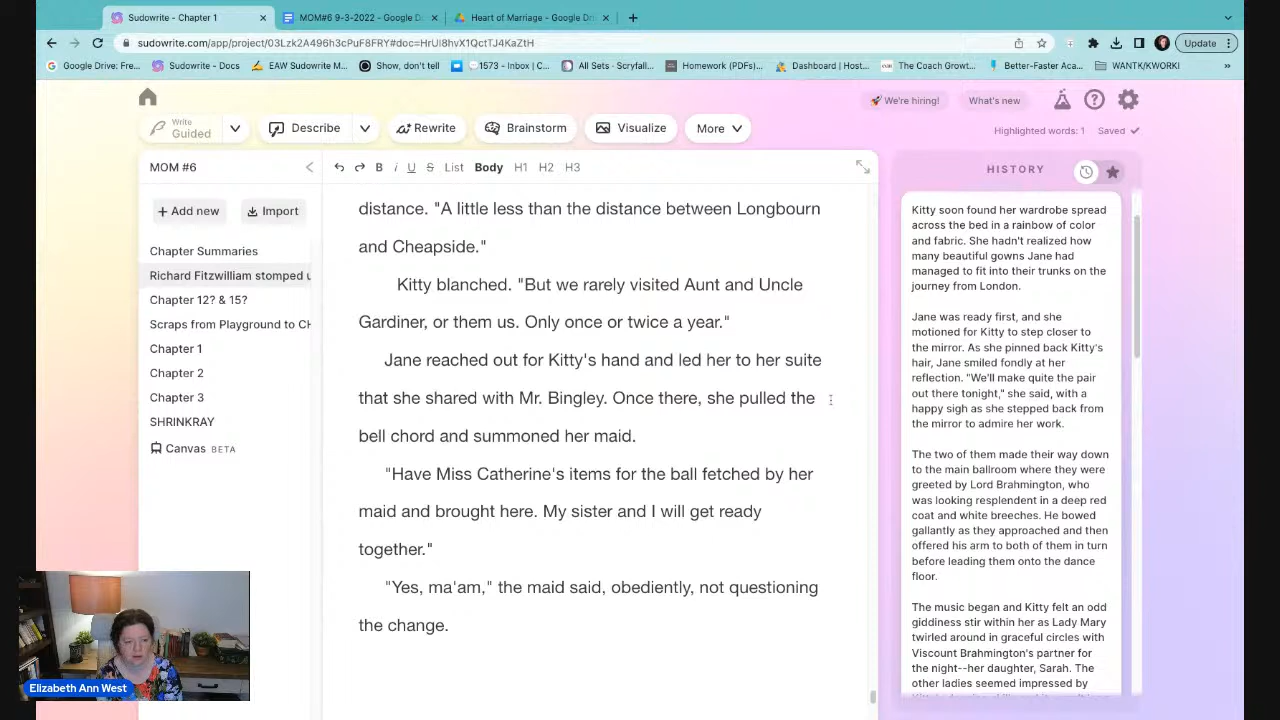 Sudowrite - Chapter 1
MOM#6 9-3-2022 - Google D
Heart of Marriage - Google Dri
sudowrite.com/app/project/03Lzk2A496h3cPuF8FRY#doc=HrUl8hvX1QctTJ4KaZtH
Update
Google Drive: Fre...
Sudowrite - Docs
EAW Sudowrite M...
Show, don't tell
1573 - Inbox | C...
All Sets · Scryfall...
Homework (PDFs)...
Dashboard | Host...
The Coach Growt...
Better-Faster Aca...
WANTK/KWORKI
We're hiring!
What's new
Write
Guided
Describe
Rewrite
Brainstorm
Visualize
More
Highlighted words: 1
Saved
MOM #6
B i U S List Body H1 H2 H3
HISTORY
+ Add new
Import
Chapter Summaries
Richard Fitzwilliam stomped u
Chapter 12? & 15?
Scraps from Playground to CH
Chapter 1
Chapter 2
Chapter 3
SHRINKRAY
Canvas BETA
distance. "A little less than the distance between Longbourn
and Cheapside."
Kitty blanched. "But we rarely visited Aunt and Uncle
Gardiner, or them us. Only once or twice a year."
Jane reached out for Kitty's hand and led her to her suite
that she shared with Mr. Bingley. Once there, she pulled the
bell chord and summoned her maid.
"Have Miss Catherine's items for the ball fetched by her
maid and brought here. My sister and I will get ready
together."
"Yes, ma'am," the maid said, obediently, not questioning
the change.
Kitty soon found her wardrobe spread
across the bed in a rainbow of color
and fabric. She hadn't realized how
many beautiful gowns Jane had
managed to fit into their trunks on the
journey from London.
Jane was ready first, and she
motioned for Kitty to step closer to
the mirror. As she pinned back Kitty's
hair, Jane smiled fondly at her
reflection. "We'll make quite the pair
out there tonight," she said, with a
happy sigh as she stepped back from
the mirror to admire her work.
The two of them made their way down
to the main ballroom where they were
greeted by Lord Brahmington, who
was looking resplendent in a deep red
coat and white breeches. He bowed
gallantly as they approached and then
offered his arm to both of them in turn
before leading them onto the dance
floor.
The music began and Kitty felt an odd
giddiness stir within her as Lady Mary
twirled around in graceful circles with
Viscount Brahmington's partner for
the night--her daughter, Sarah. The
other ladies seemed impressed by
Elizabeth Ann West